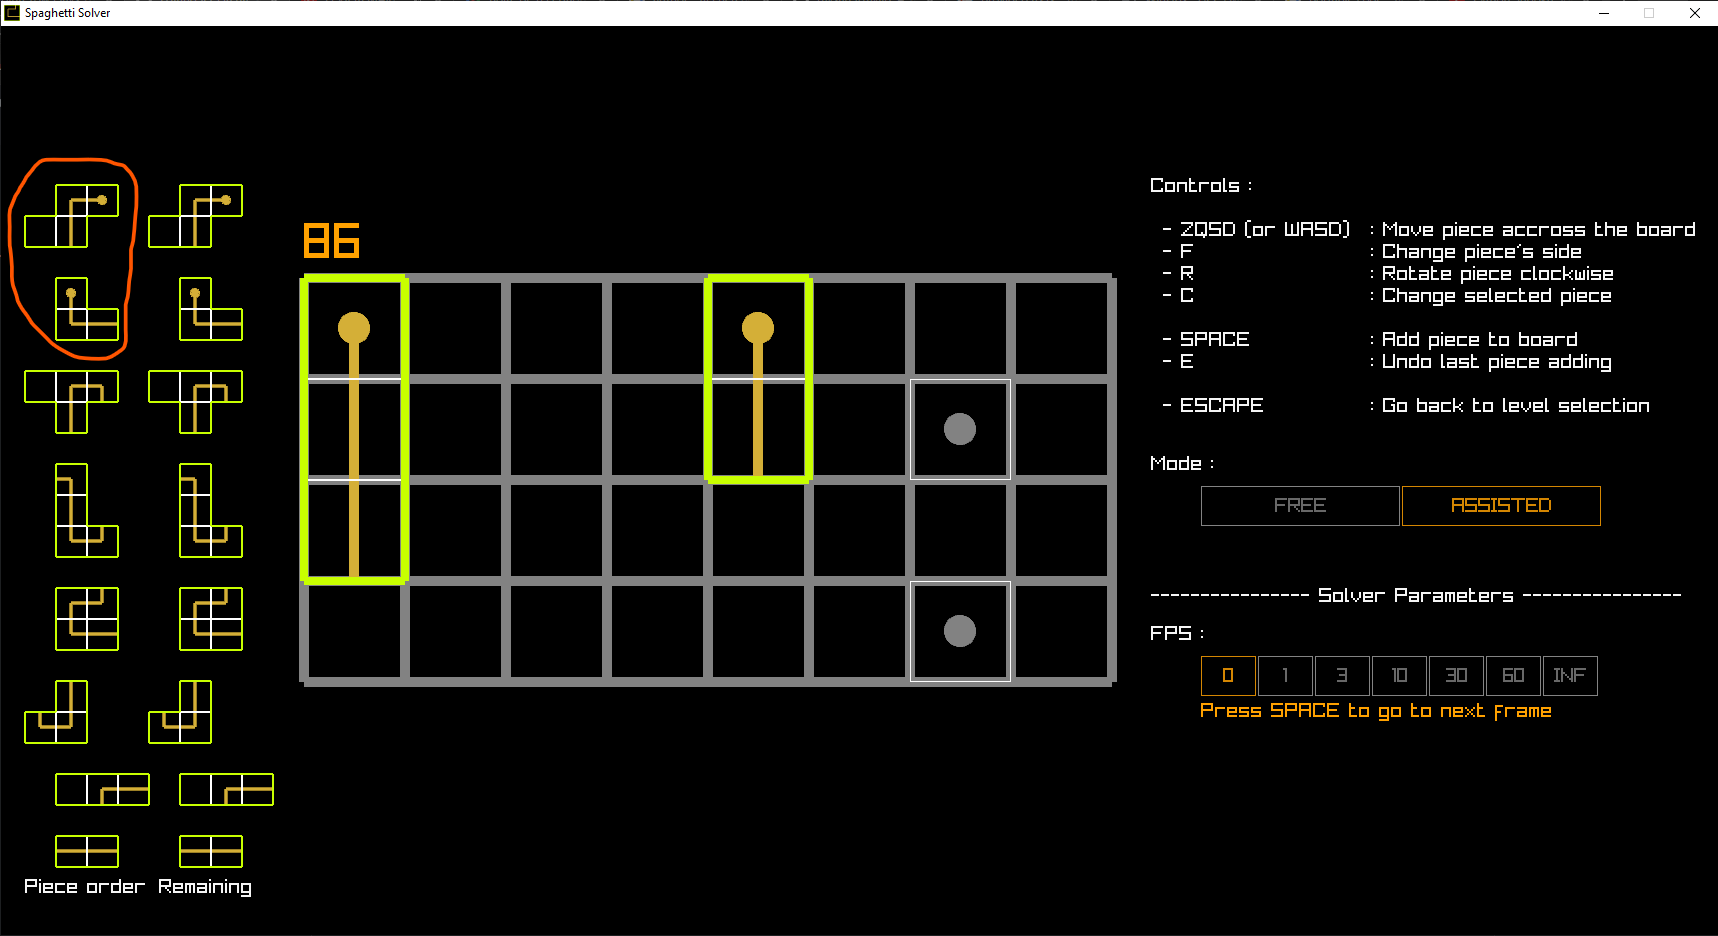 Spaghetti Solver
86
Controls :
- ZQSD (or WASD) : Move piece accross the board
- F : Change piece's side
- R : Rotate piece clockwise
- C : Change selected piece
- SPACE : Add piece to board
- E : Undo last piece adding
- ESCAPE : Go back to level selection
Mode :
FREE ASSISTED
---------------- Solver Parameters ----------------
FPS :
0 1 3 10 30 60 INF
Press SPACE to go to next frame
Piece order Remaining